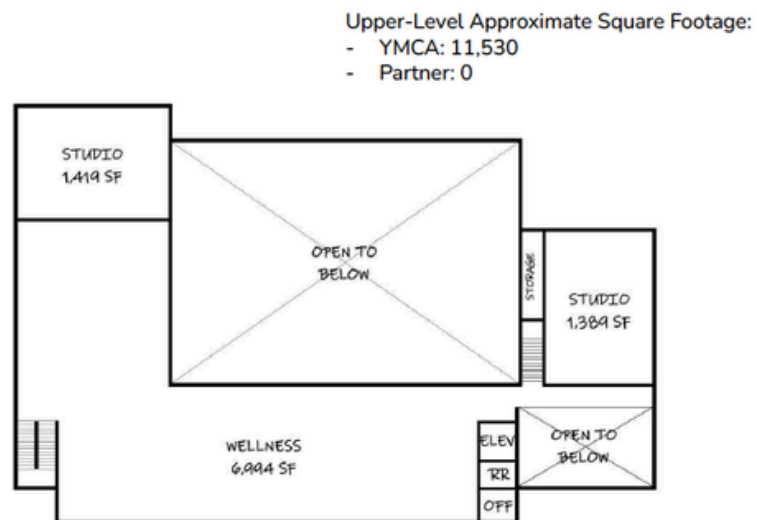 Upper-Level Approximate Square Footage:
- YMCA: 11,530
- Partner: 0
STUDIO
1,419 SF
OPEN TO
BELOW
STORAGE
STUDIO
1,389 SF
WELLNESS
6,994 SF
ELEV
RR
OFF
OPEN TO
BELOW